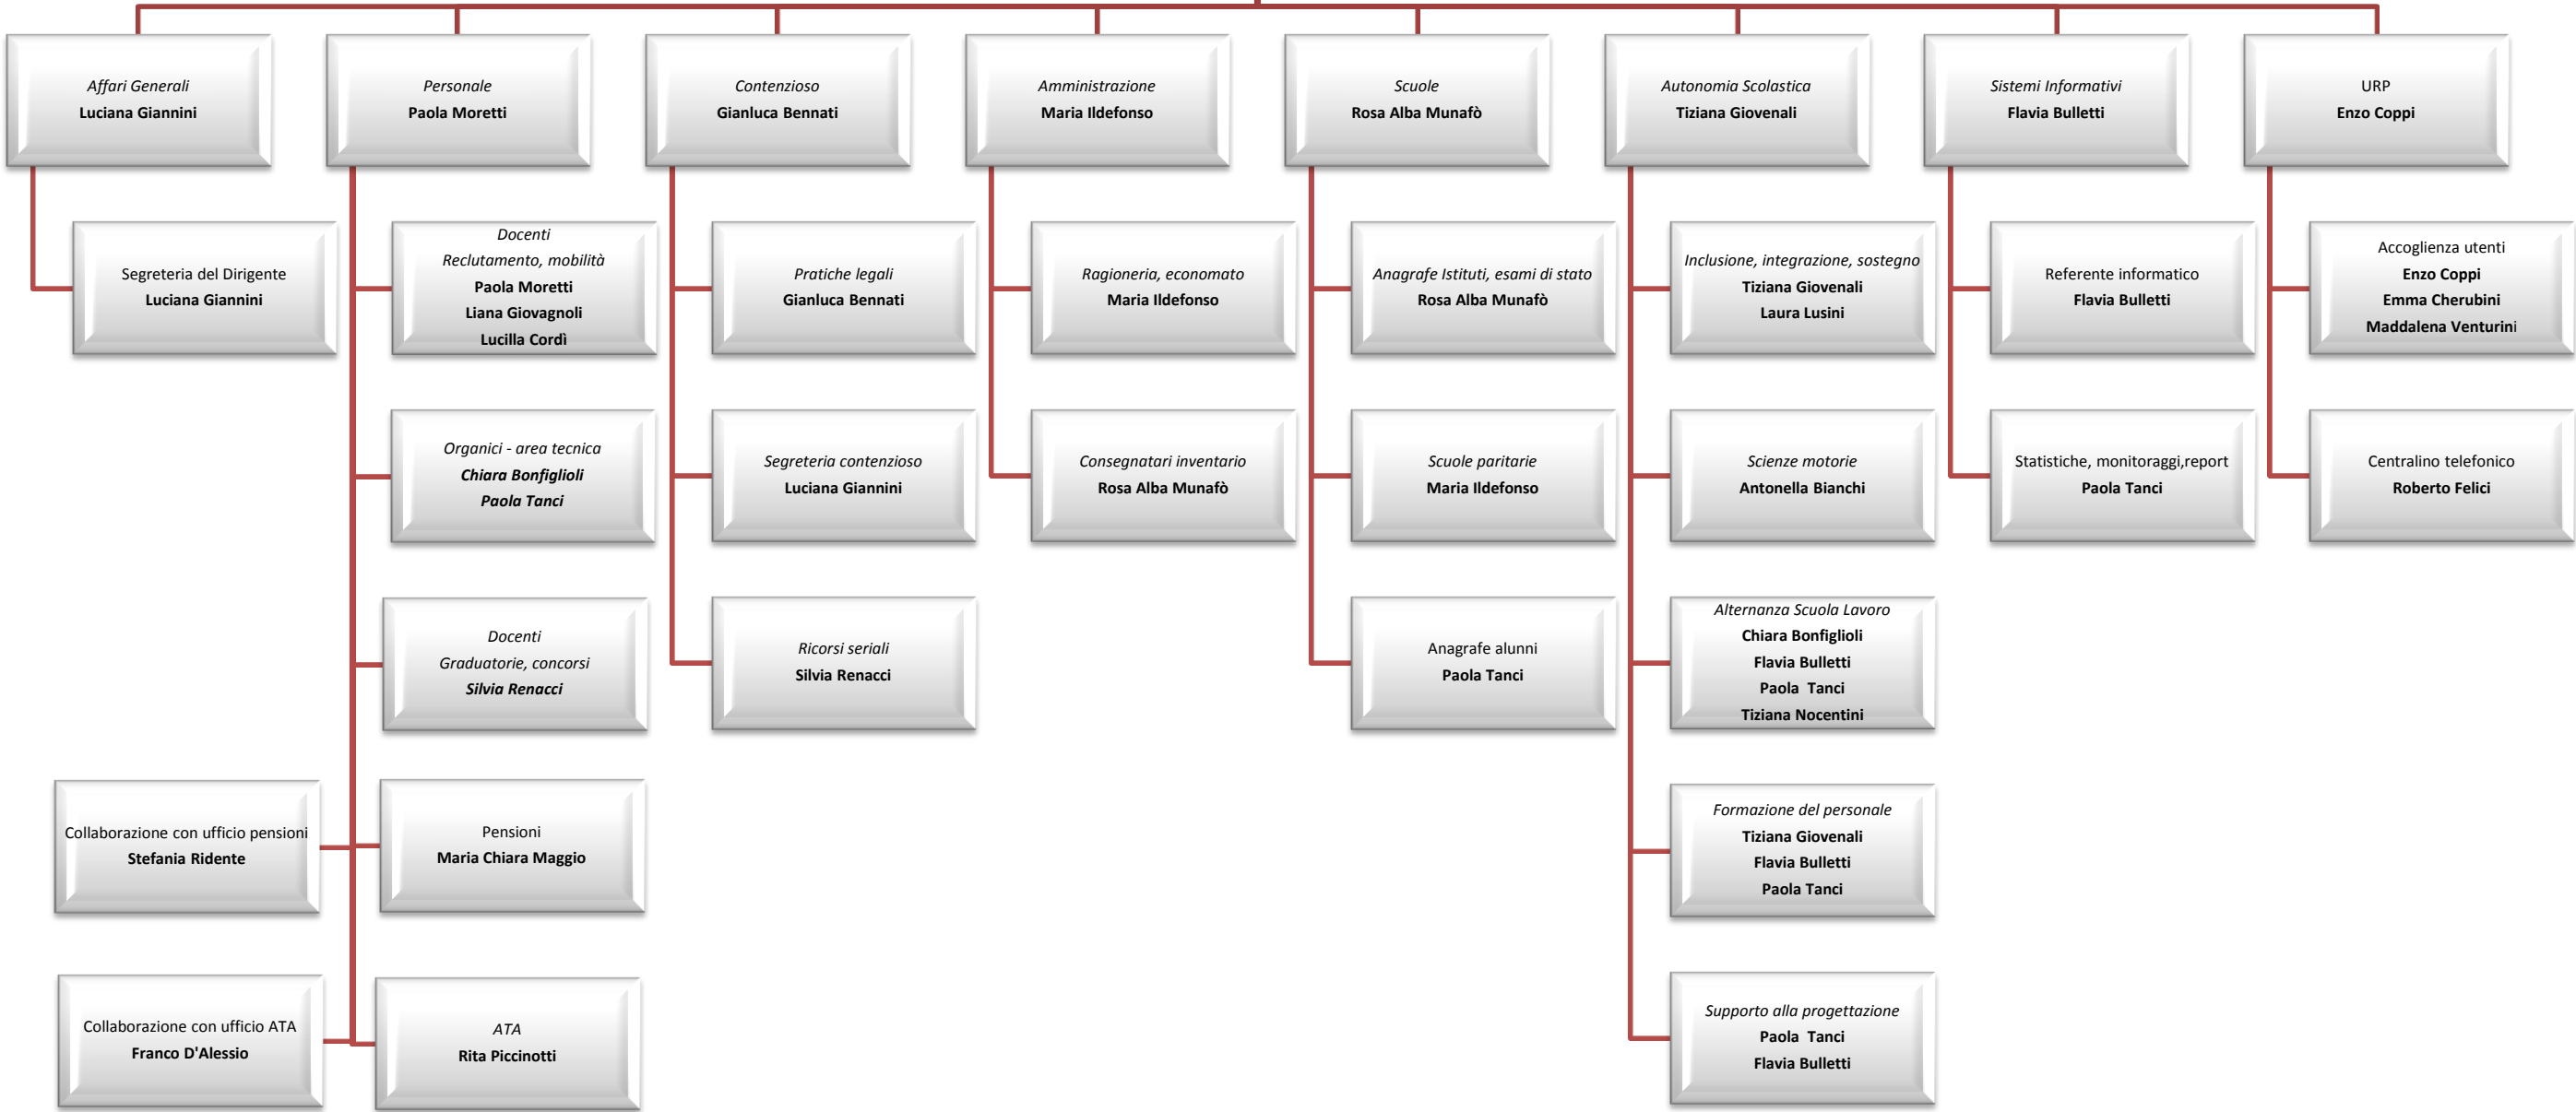 Affari Generali
Luciana Giannini
Personale
Paola Moretti
Contenzioso
Gianluca Bennati
Amministrazione
Maria Ildefonso
Scuole
Rosa Alba Munafò
Autonomia Scolastica
Tiziana Giovenali
Sistemi Informativi
Flavia Bulletti
URP
Enzo Coppi
Segreteria del Dirigente
Luciana Giannini
Docenti
Reclutamento, mobilità
Paola Moretti
Liana Giovagnoli
Lucilla Cordì
Pratiche legali
Gianluca Bennati
Ragioneria, economato
Maria Ildefonso
Anagrafe Istituti, esami di stato
Rosa Alba Munafò
Inclusione, integrazione, sostegno
Tiziana Giovenali
Laura Lusini
Referente informatico
Flavia Bulletti
Accoglienza utenti
Enzo Coppi
Emma Cherubini
Maddalena Venturini
Organici - area tecnica
Chiara Bonfiglioli
Paola Tanci
Segreteria contenzioso
Luciana Giannini
Consegnatari inventario
Rosa Alba Munafò
Scuole paritarie
Maria Ildefonso
Scienze motorie
Antonella Bianchi
Statistiche, monitoraggi,report
Paola Tanci
Centralino telefonico
Roberto Felici
Docenti
Graduatorie, concorsi
Silvia Renacci
Ricorsi seriali
Silvia Renacci
Anagrafe alunni
Paola Tanci
Alternanza Scuola Lavoro
Chiara Bonfiglioli
Flavia Bulletti
Paola  Tanci
Tiziana Nocentini
Collaborazione con ufficio pensioni
Stefania Ridente
Pensioni
Maria Chiara Maggio
Formazione del personale
Tiziana Giovenali
Flavia Bulletti
Paola Tanci
Collaborazione con ufficio ATA
Franco D'Alessio
ATA
Rita Piccinotti
Supporto alla progettazione
Paola  Tanci
Flavia Bulletti